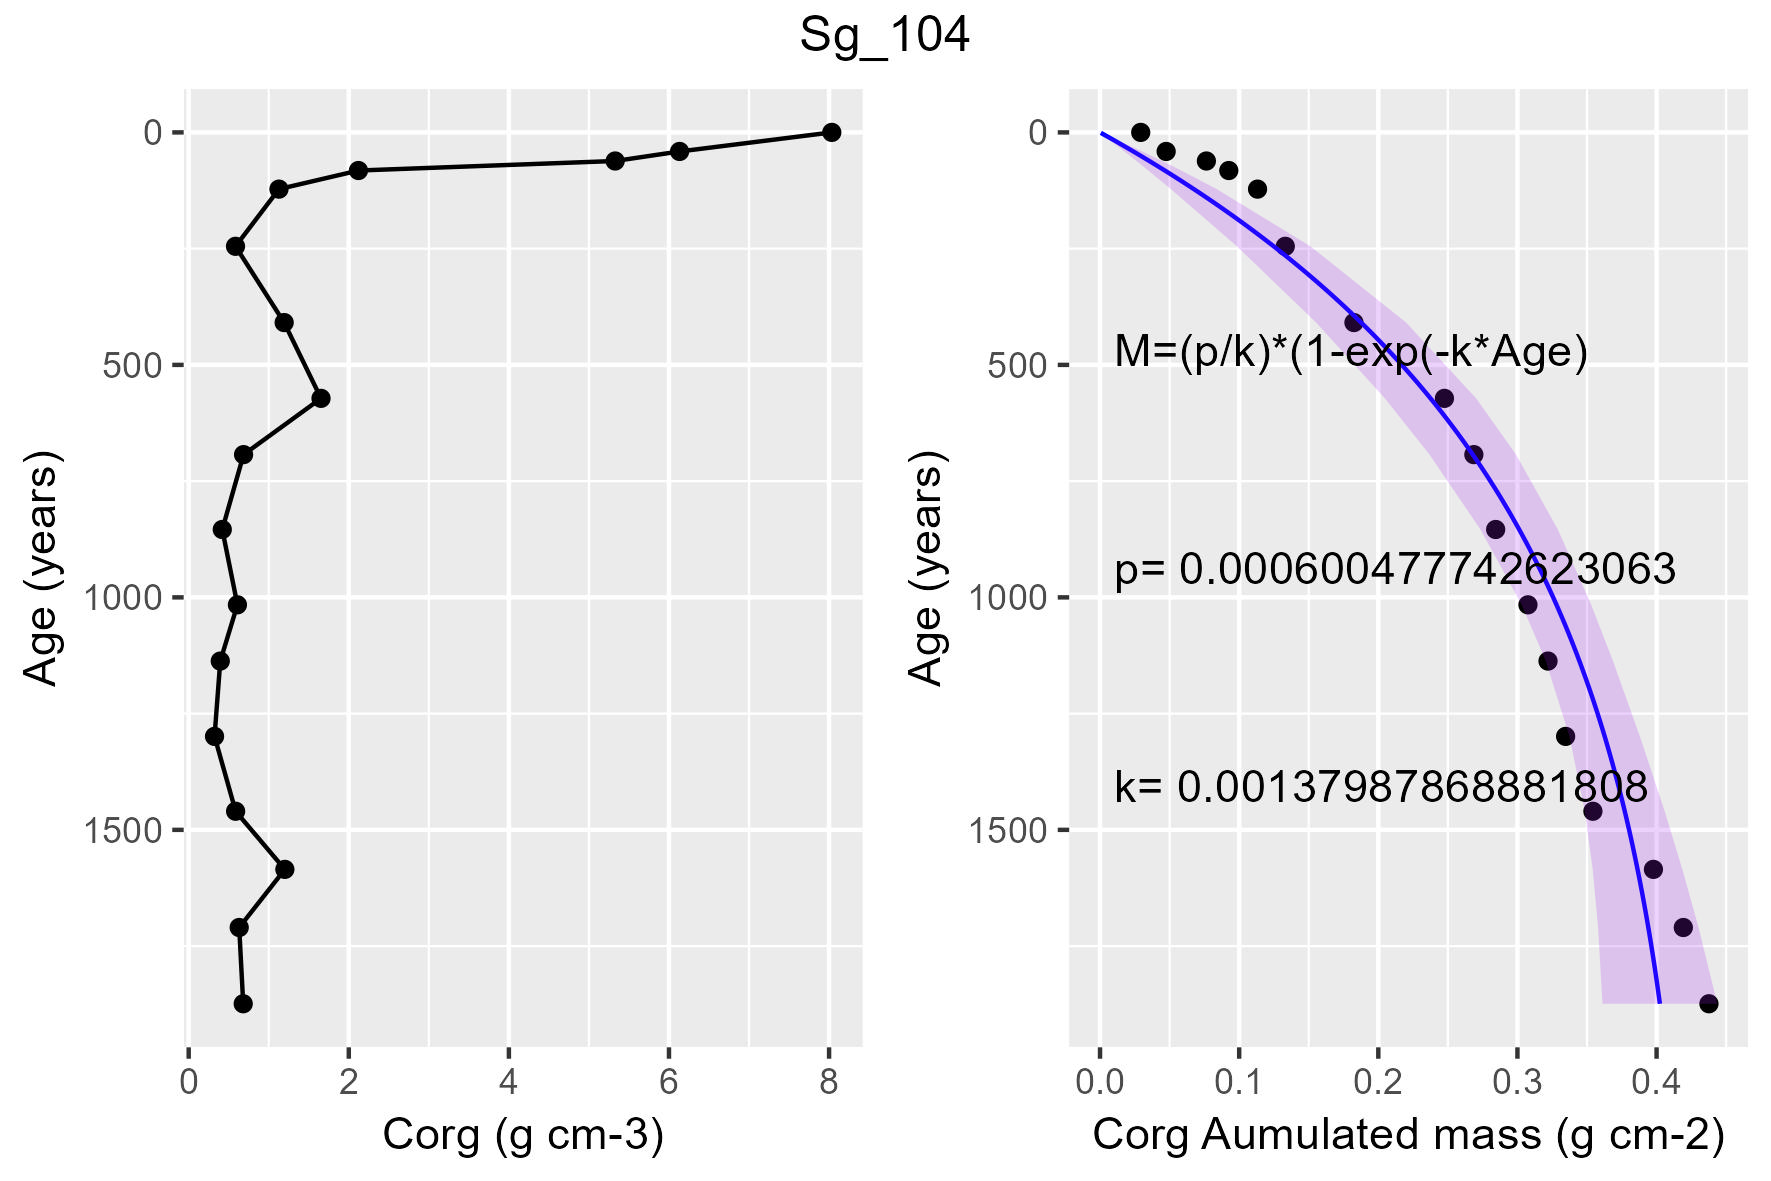 Sg_104
0
500
1000
1500
Age (years)
0 2 4 6 8
Corg (g cm-3)
0
500
1000
1500
Age (years)
M=(p/k)*(1-exp(-k*Age)
p= 0.000600477742623063
k= 0.00137987868881808
0.0 0.1 0.2 0.3 0.4
Corg Aumulated mass (g cm-2)